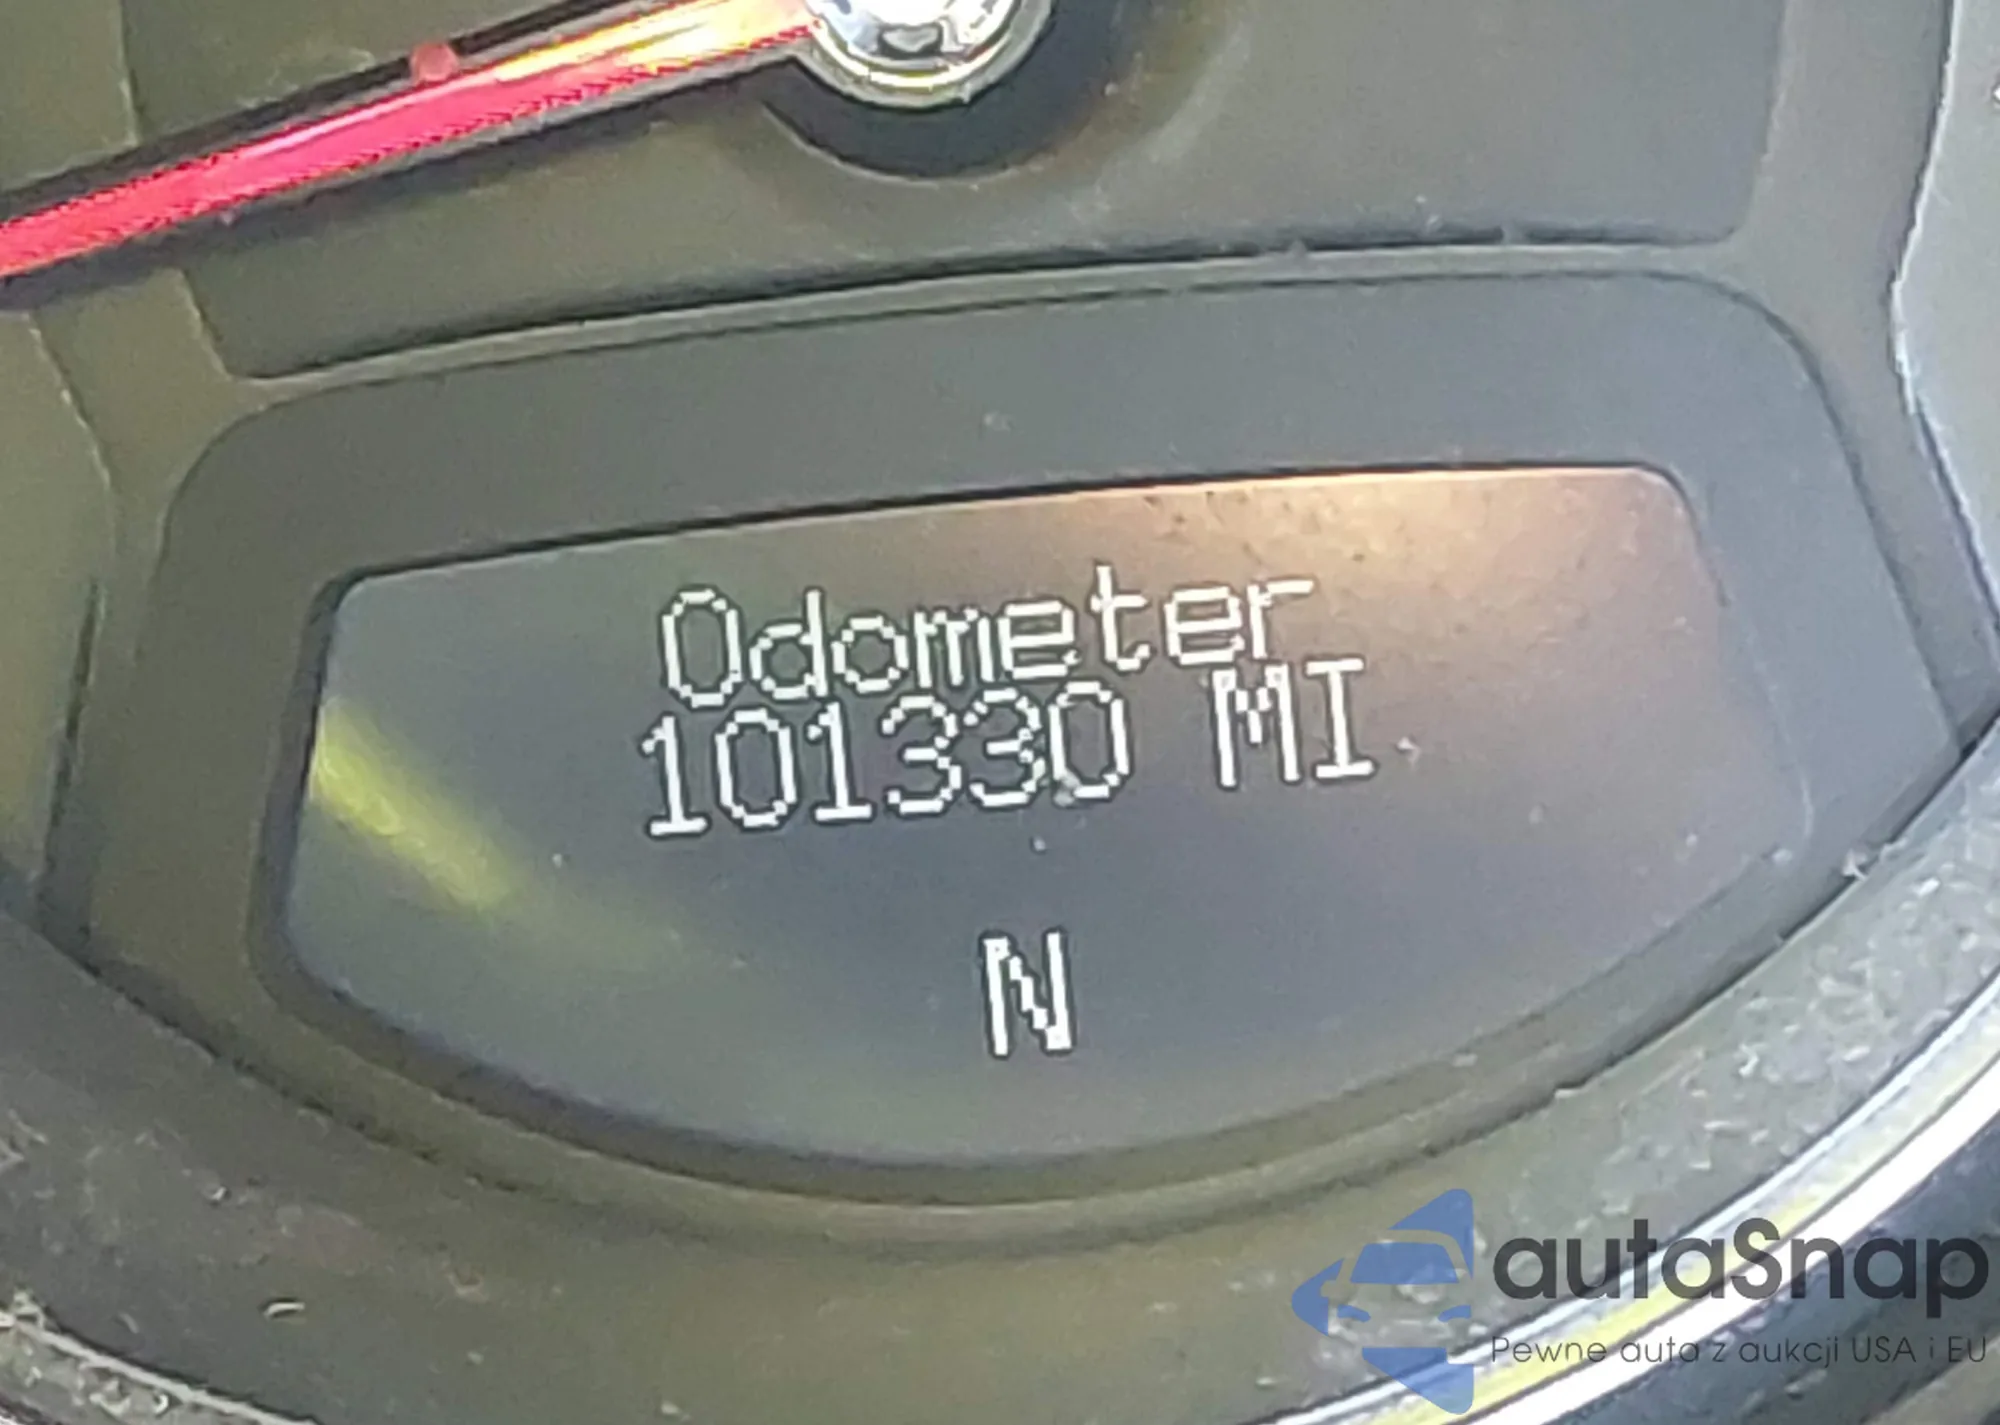 Odometer
101330 MI
N
autaSnap
Pewne auta z aukcji USA i EU